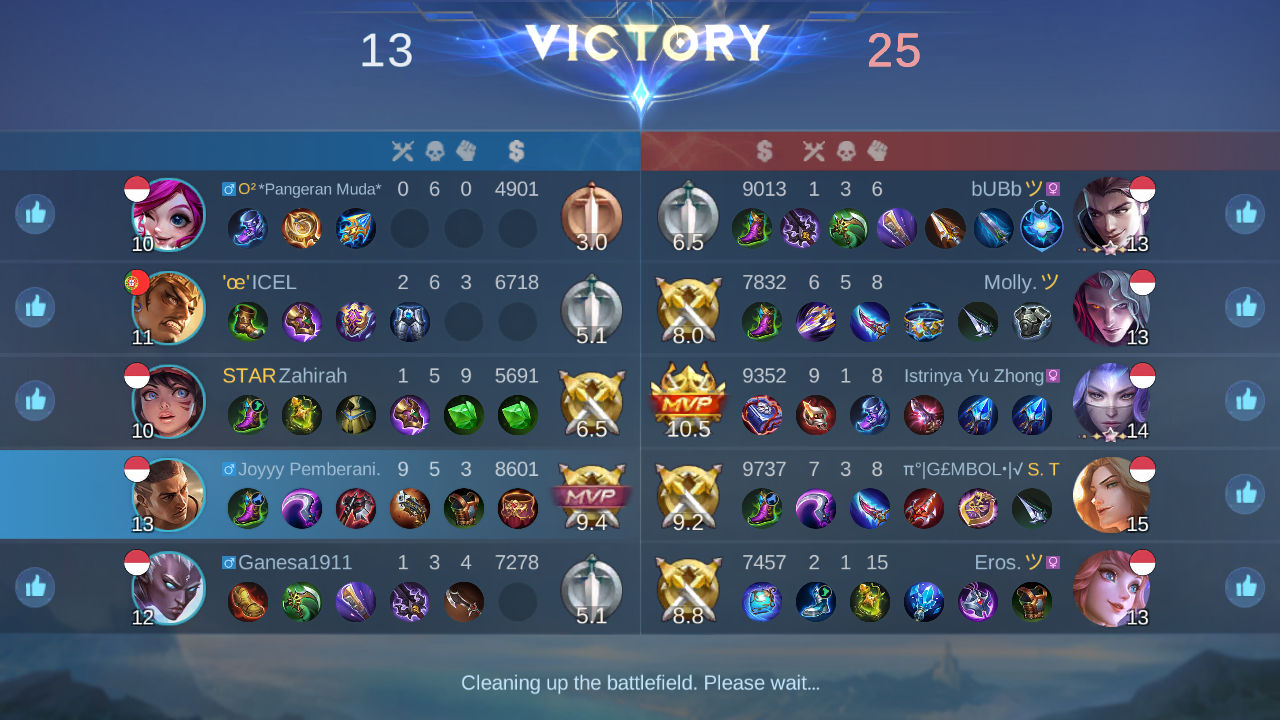 13 VICTORY 25
O² *Pangeran Muda* 0 6 0 4901
10 3.0
9013 1 3 6 bUBb ツ
6.5 13
'œ' ICEL 2 6 3 6718
11 5.1
7832 6 5 8 Molly. ツ
8.0 13
STAR Zahirah 1 5 9 5691
10 6.5
9352 9 1 8 Istrinya Yu Zhong
MVP
10.5 14
Joyyy Pemberani. 9 5 3 8601
MVP
13 9.4
9737 7 3 8 π°|G£MBOL•|√ S. T
9.2 15
Ganesa1911 1 3 4 7278
12 5.1
7457 2 1 15 Eros. ツ
8.8 13
Cleaning up the battlefield. Please wait...